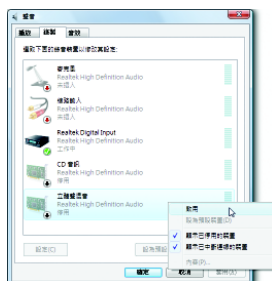 聲音
播放 錄製 音效
選取下面的錄音裝置以修改其設定:
麥克風
Realtek High Definition Audio
未插入
線路輸入
Realtek High Definition Audio
未插入
Realtek Digital Input
Realtek High Definition Audio
工作中
CD 音訊
Realtek High Definition Audio
停用
立體聲混音
Realtek High Definition Audio
停用
啟用
設為預設裝置(D)
顯示已停用的裝置
顯示已中斷連線的裝置
內容(P)...
設定(C)
設為預設
確定 取消